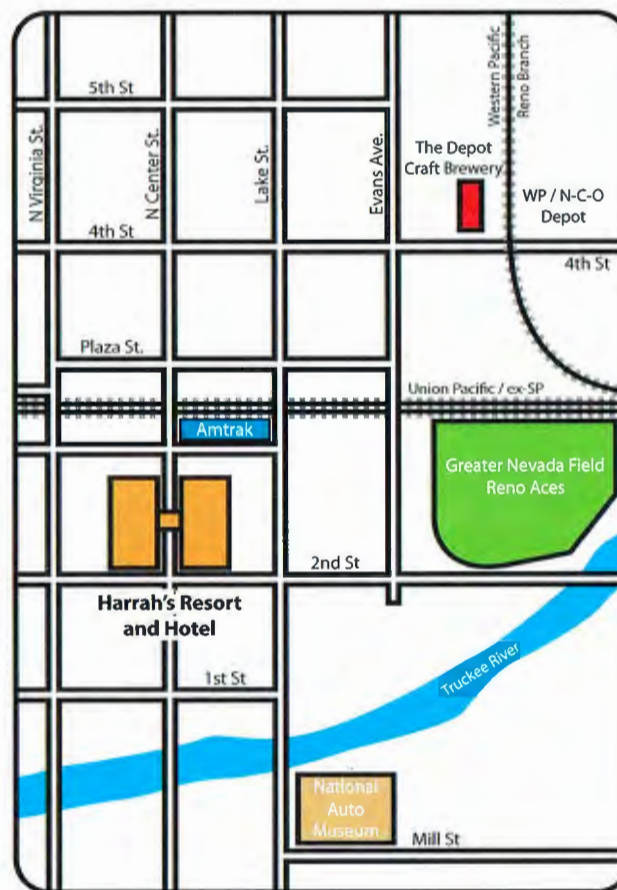 5th St
N Virginia St.
N Center St.
Lake St.
Evans Ave.
Western Pacific
Reno Branch
The Depot
Craft Brewery
WP / N-C-O
Depot
4th St
4th St
Plaza St.
Union Pacific / ex-SP
Amtrak
Greater Nevada Field
Reno Aces
2nd St
Harrah's Resort
and Hotel
1st St
Truckee River
National
Auto
Museum
Mill St